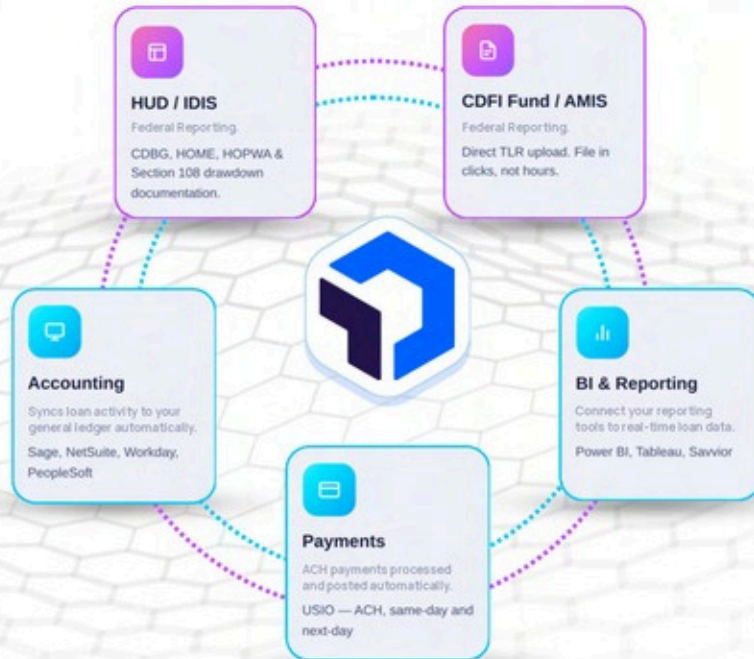 HUD / IDIS
Federal Reporting.
CDBG, HOME, HOPWA &
Section 108 drawdown
documentation.
CDFI Fund / AMIS
Federal Reporting.
Direct TLR upload. File in
clicks, not hours.
Accounting
Syncs loan activity to your
general ledger automatically.
Sage, NetSuite, Workday,
PeopleSoft
BI & Reporting
Connect your reporting
tools to real-time loan data.
Power BI, Tableau, Savvior
Payments
ACH payments processed
and posted automatically.
USIO — ACH, same-day and
next-day